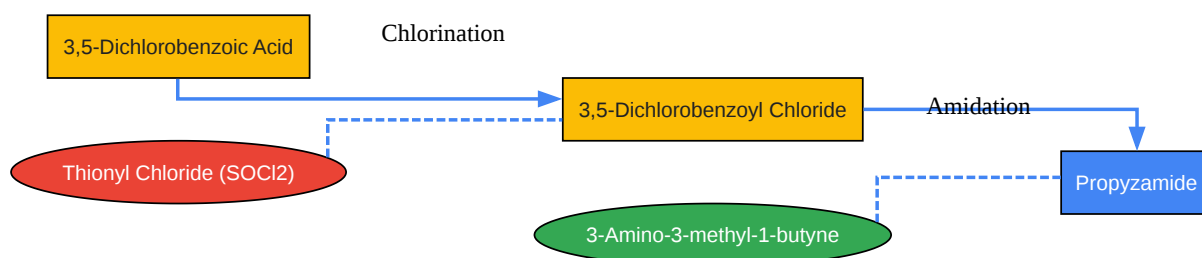 Chlorination
3,5-Dichlorobenzoic Acid
3,5-Dichlorobenzoyl Chloride
Amidation
Thionyl Chloride (SOCl2)
Propyzamide
3-Amino-3-methyl-1-butyne